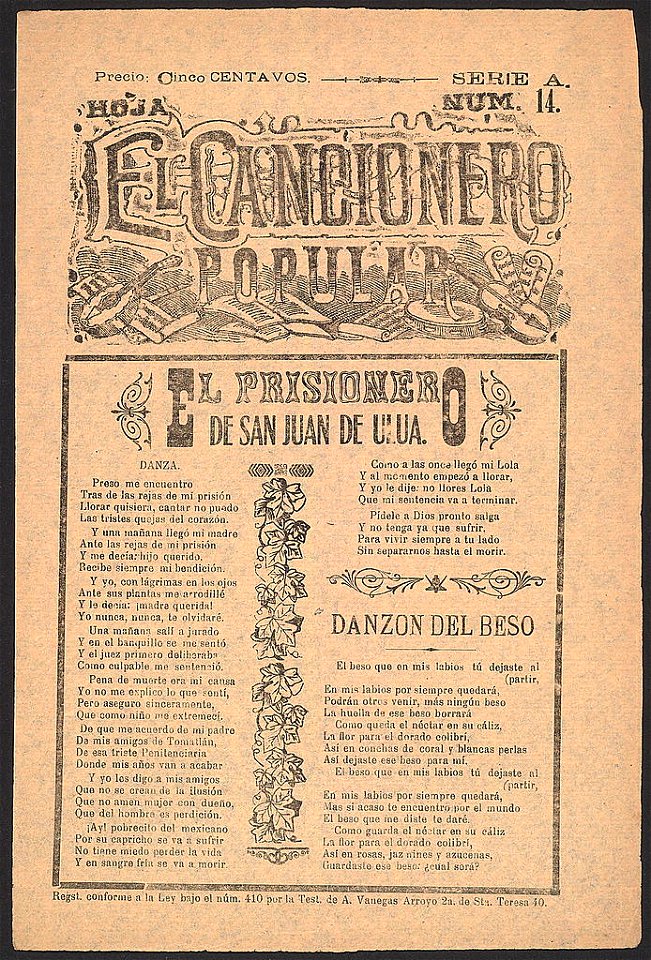 Precio: Cinco CENTAVOS.
SERIE A.
HOJA
NUM. 14.
EL CANCIONERO
POPULAR
EL PRISIONERO
DE SAN JUAN DE ULUA.
DANZA.
Preso me encuentro
Tras de las rejas de mi prisión
Llorar quisiera, cantar no puedo
Las tristes quejas del corazón.
Y una mañana llegó mi madre
Ante las rejas de mi prisión
Y me decía: hijo querido,
Recibe siempre mi bendición.
Y yo, con lágrimas en los ojos
Ante sus plantas me arrodillé
Y le decía: ¡madre querida!
Yo nunca, nunca, te olvidaré.
Una mañana salí a jurado
Y en el banquillo se me sentó
Y el juez primero deliberaba
Como culpable me sentenció.
Pena de muerte era mi causa
Yo no me explico lo que sentí,
Pero aseguro sinceramente,
Que como niño me extremecí.
De que me acuerdo de mi padre
De mis amigos de Tomatlán,
De esa triste Penitenciaria
Donde mis años van a acabar
Y yo les digo a mis amigos
Que no se crean de la ilusión
Que no amen mujer con dueño,
Que del hombre es perdición.
¡Ay! pobrecito del mexicano
Por su capricho se va a sufrir
No tiene miedo perder la vida
Y en sangre fría se va a morir.
Como a las once llegó mi Lola
Y al momento empezó a llorar,
Y yo le dije: no llores Lola
Que mi sentencia va a terminar.
Pídele a Dios pronto salga
Y no tenga ya que sufrir,
Para vivir siempre a tu lado
Sin separarnos hasta el morir.
DANZON DEL BESO
El beso que en mis labios tú dejaste al
(partir,
En mis labios por siempre quedará,
Podrán otros venir, más ningún beso
La huella de ese beso borrará
Como queda el néctar en su cáliz,
La flor para el dorado colibrí,
Así en conchas de coral y blancas perlas
Así dejaste ese beso para mí.
El beso que en mis labios tú dejaste al
(partir,
En mis labios por siempre quedará,
Mas si acaso te encuentro por el mundo
El beso que me diste te daré.
Como guarda el néctar en su cáliz
La flor para el dorado colibrí,
Así en rosas, jazmines y azucenas,
Guardaste ese beso: ¿cual será?
Regst. conforme a la Ley bajo el núm. 410 por la Test. de A. Vanegas Arroyo 2a. de Sta. Teresa 40.